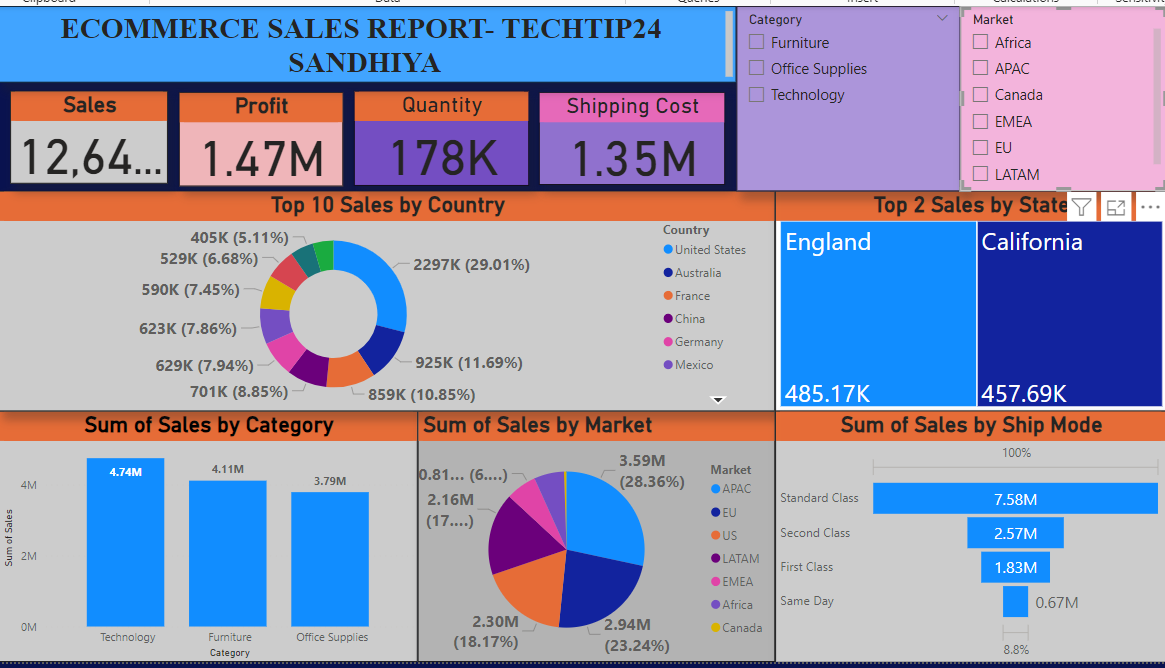 ECOMMERCE SALES REPORT- TECHTIP24
SANDHIYA
Category
Furniture
Office Supplies
Technology
Market
Africa
APAC
Canada
EMEA
EU
LATAM
Sales
12,64...
Profit
1.47M
Quantity
178K
Shipping Cost
1.35M
Top 10 Sales by Country
405K (5.11%)
529K (6.68%)
590K (7.45%)
623K (7.86%)
629K (7.94%)
701K (8.85%)
2297K (29.01%)
925K (11.69%)
859K (10.85%)
Country
United States
Australia
France
China
Germany
Mexico
Top 2 Sales by State
England
485.17K
California
457.69K
Sum of Sales by Category
Sum of Sales
4M
2M
0M
4.74M
4.11M
3.79M
Technology
Furniture
Office Supplies
Category
Sum of Sales by Market
0.81... (6....)
2.16M
(17....)
2.30M
(18.17%)
3.59M
(28.36%)
2.94M
(23.24%)
Market
APAC
EU
US
LATAM
EMEA
Africa
Canada
Sum of Sales by Ship Mode
100%
Standard Class
7.58M
Second Class
2.57M
First Class
1.83M
Same Day
0.67M
8.8%